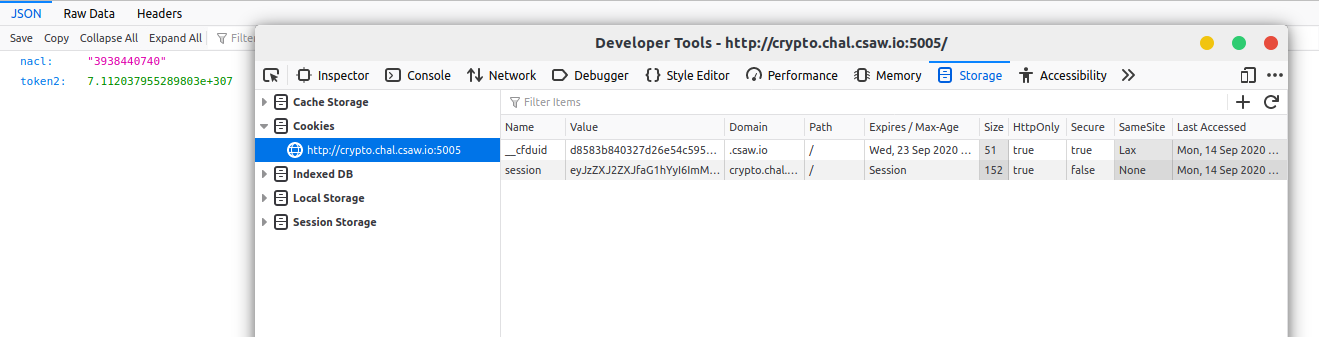 JSON Raw Data Headers
Save Copy Collapse All Expand All Filte
nacl: "3938440740"
token2: 7.112037955289803e+307
Developer Tools - http://crypto.chal.csaw.io:5005/
Inspector Console Network Debugger Style Editor Performance Memory Storage Accessibility
Cache Storage
Cookies
http://crypto.chal.csaw.io:5005
Indexed DB
Local Storage
Session Storage
Filter Items
Name Value Domain Path Expires / Max-Age Size HttpOnly Secure SameSite Last Accessed
__cfduid d8583b840327d26e54c595… .csaw.io / Wed, 23 Sep 2020 … 51 true true Lax Mon, 14 Sep 2020 …
session eyJzZXJ2ZXJfaG1hYyI6ImM… crypto.chal.… / Session 152 true false None Mon, 14 Sep 2020 …